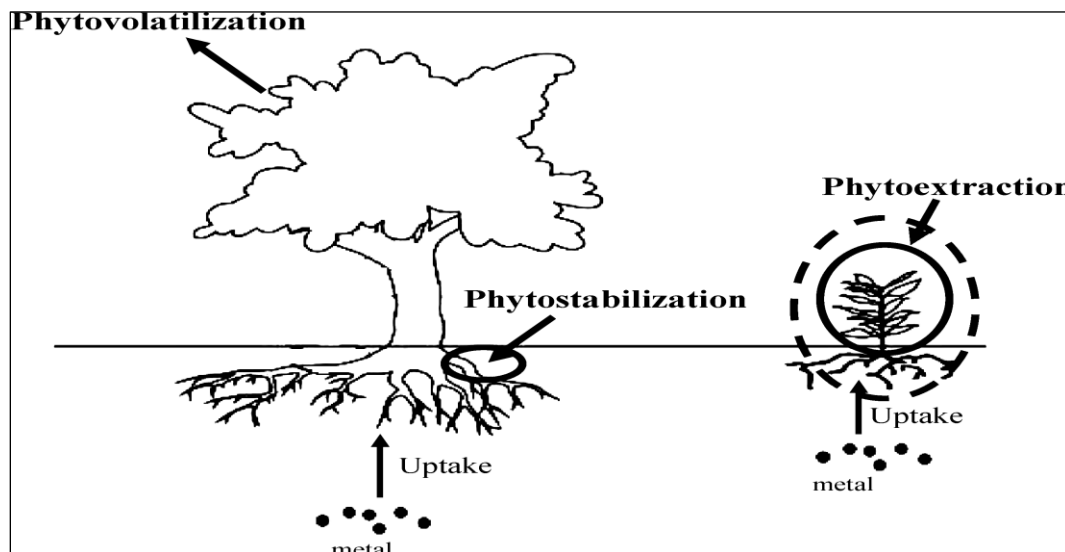 Phytovolatilization
Phytoextraction
Phytostabilization
Uptake
metal
Uptake
metal